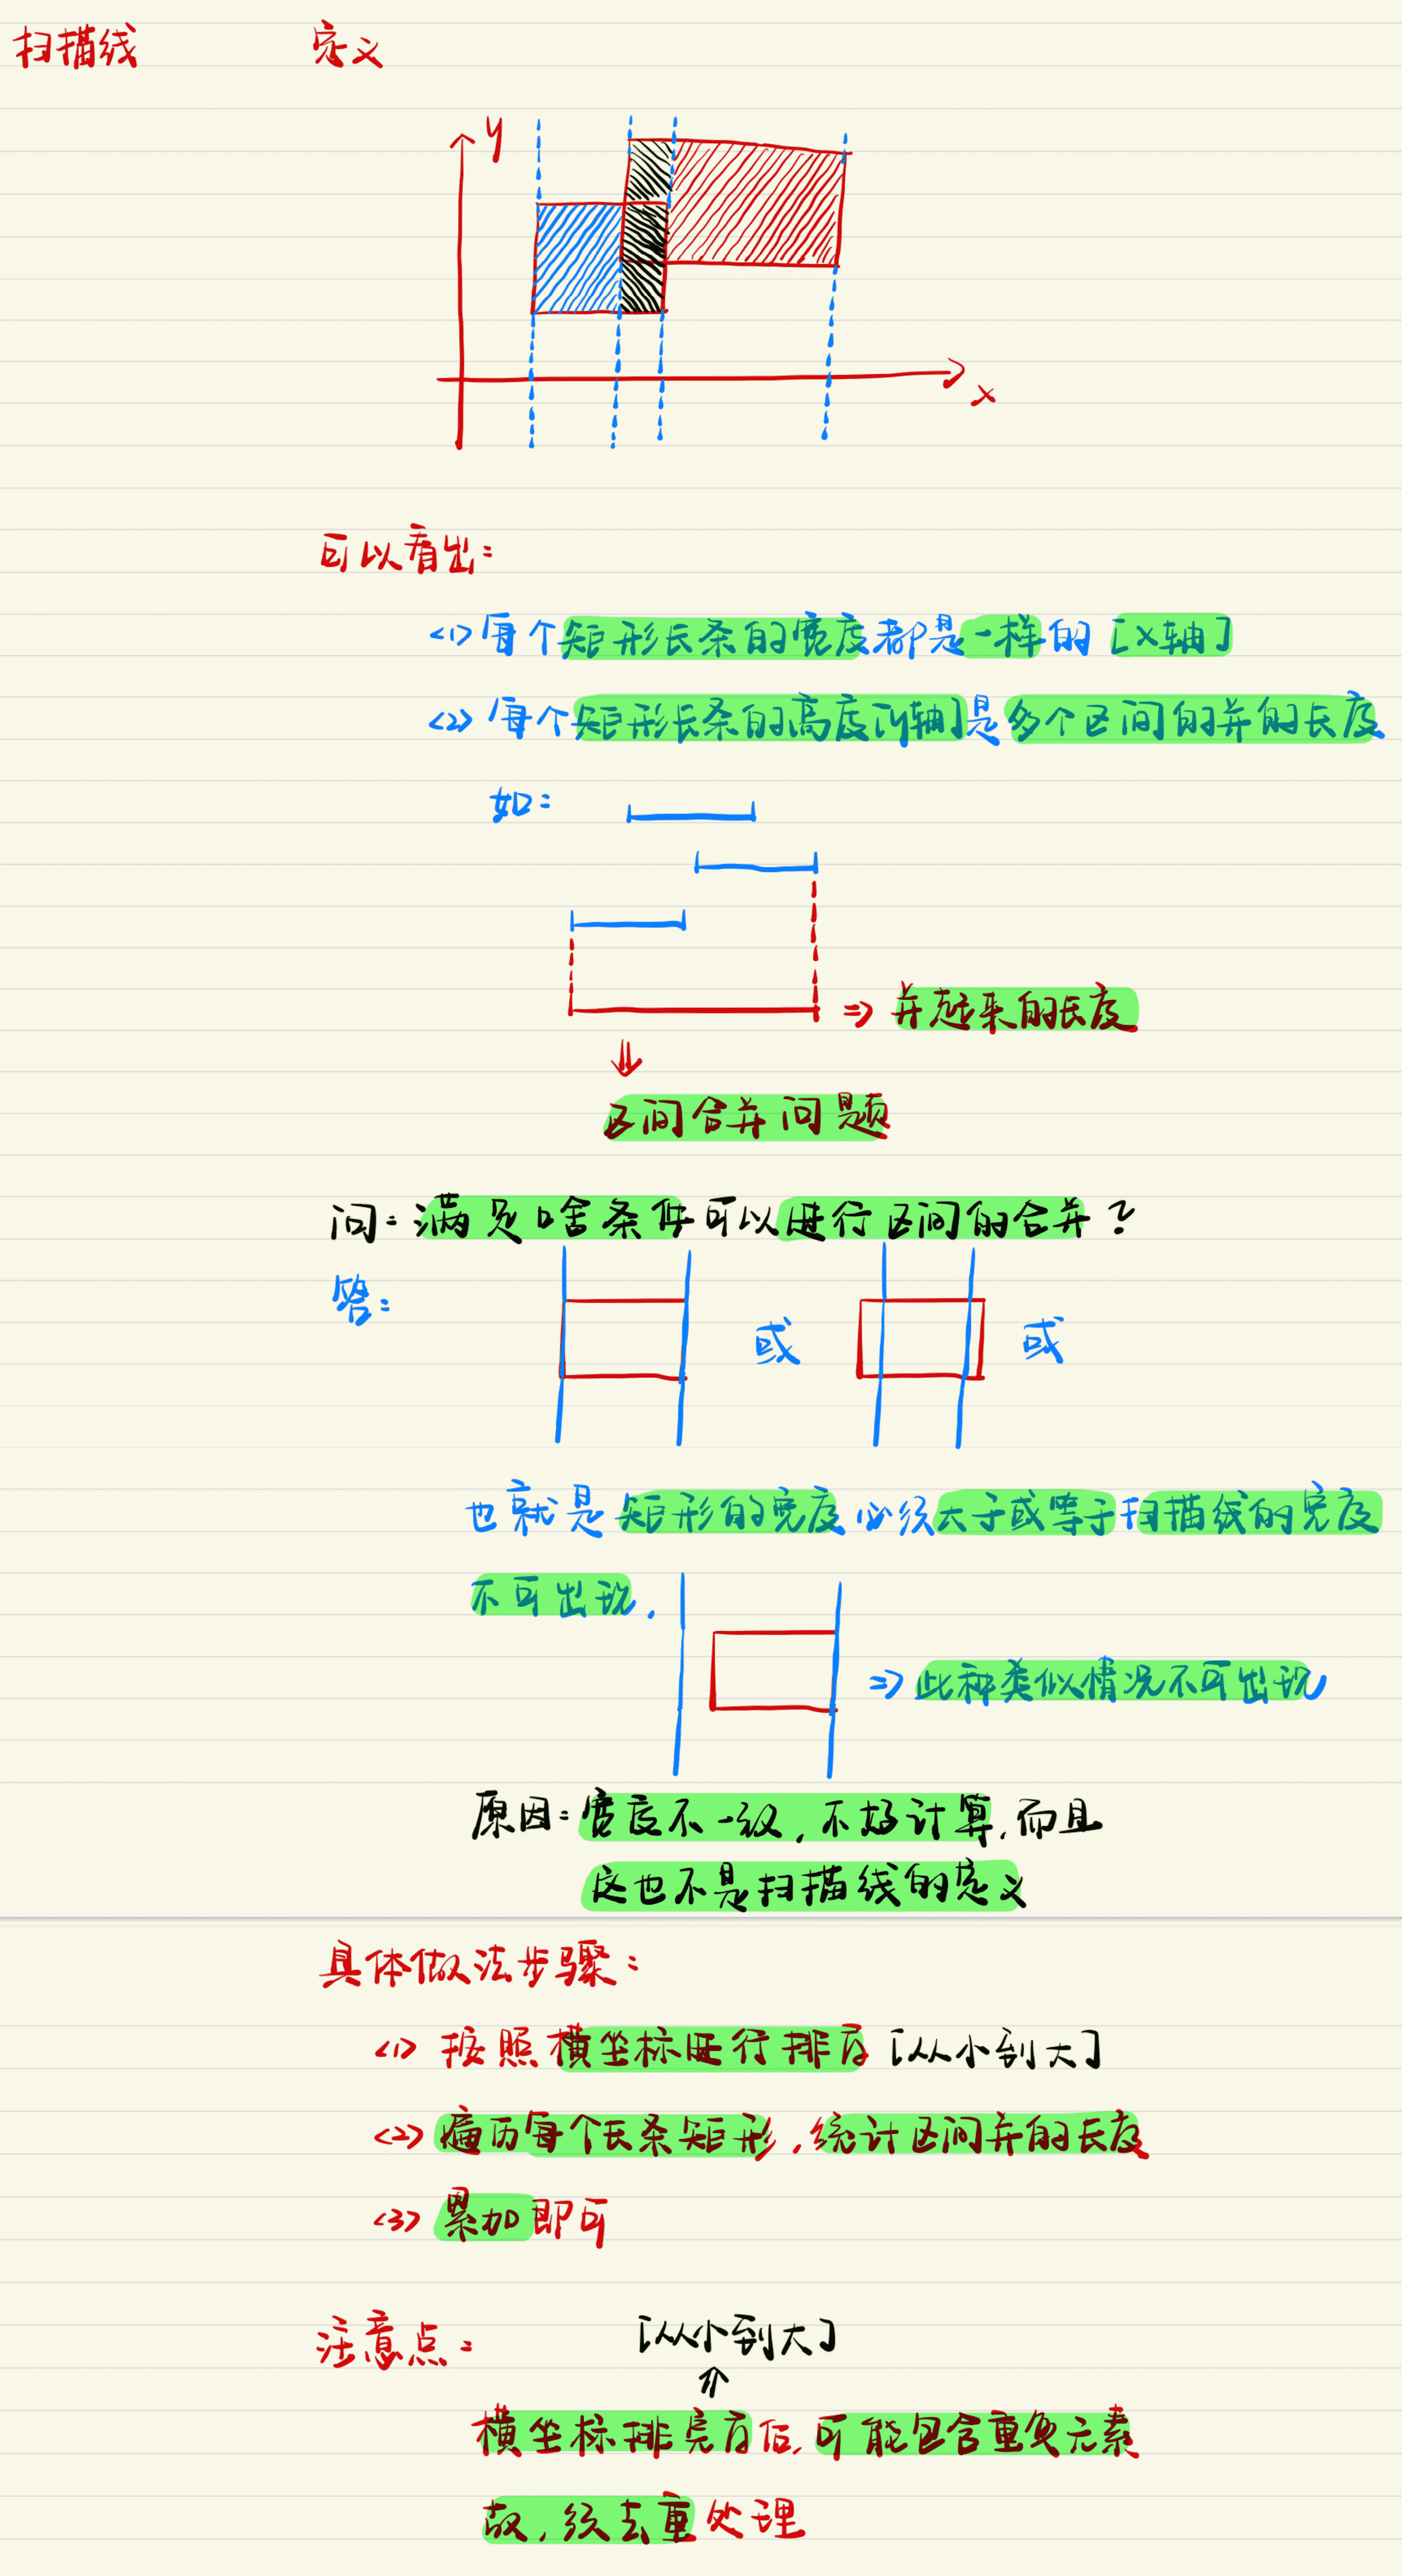 扫描线 定义
y
x
可以看出：
<1> 每个矩形长条的宽度都是一样的 [x轴]
<2> 每个矩形长条的高度[y轴]是多个区间的并的长度
如：
=> 并起来的长度
区间合并问题
问：满足啥条件可以进行区间的合并？
答：
或 或
也就是矩形的宽度必须大于或等于扫描线的宽度
不可出现，
=> 此种类似情况不可出现
原因：宽度不一致，不好计算，而且
这也不是扫描线的定义
具体做法步骤：
<1> 按照横坐标进行排序 [从小到大]
<2> 遍历每个长条矩形，统计区间并的长度
<3> 累加即可
注意点： [从小到大]
横坐标排完序后，可能包含重复元素
故，须去重处理